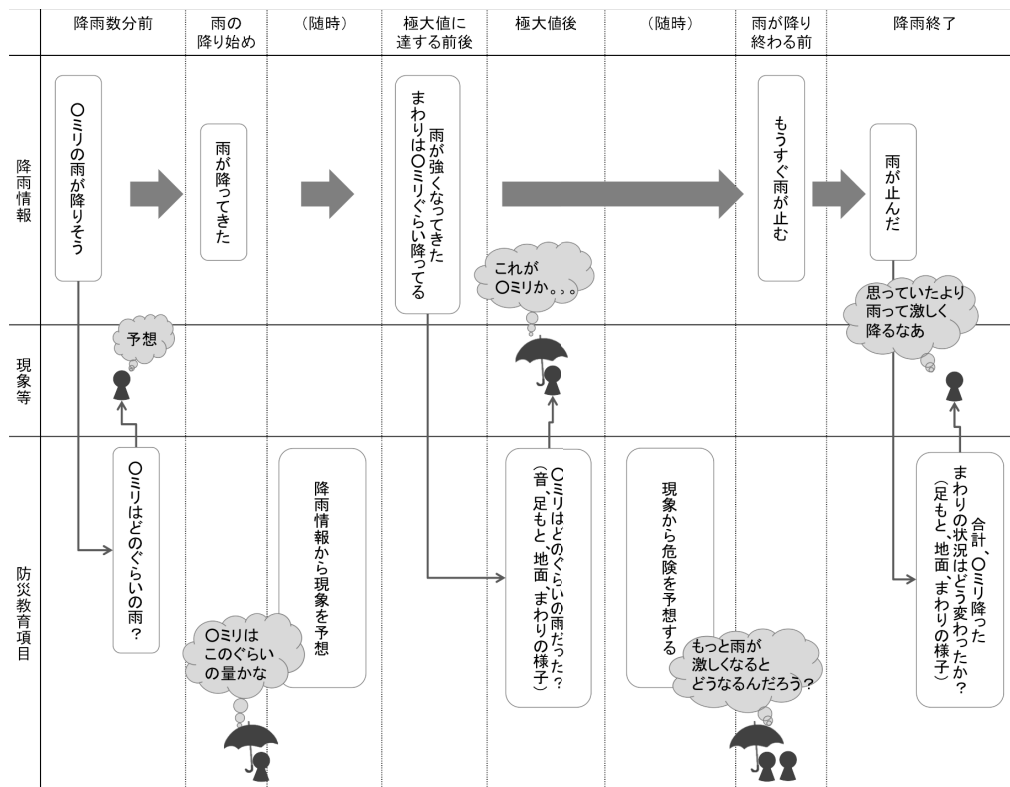 降雨数分前
雨の
降り始め
(随時)
極大値に
達する前後
極大値後
(随時)
雨が降り
終わる前
降雨終了
降雨情報
〇ミリの雨が降りそう
雨が降ってきた
雨が強くなってきた
まわりは〇ミリぐらい降ってる
もうすぐ雨が止む
雨が止んだ
これが
〇ミリか。。。
思っていたより
雨って激しく
降るなあ
現象等
予想
防災教育項目
〇ミリはどのぐらいの雨?
降雨情報から現象を予想
〇ミリは
このぐらい
の量かな
〇ミリはどのぐらいの雨だった?
(音、足もと、地面、まわりの様子)
現象から危険を予想する
もっと雨が
激しくなると
どうなるんだろう?
合計、〇ミリ降った
まわりの状況はどう変わったか?
(足もと、地面、まわりの様子)